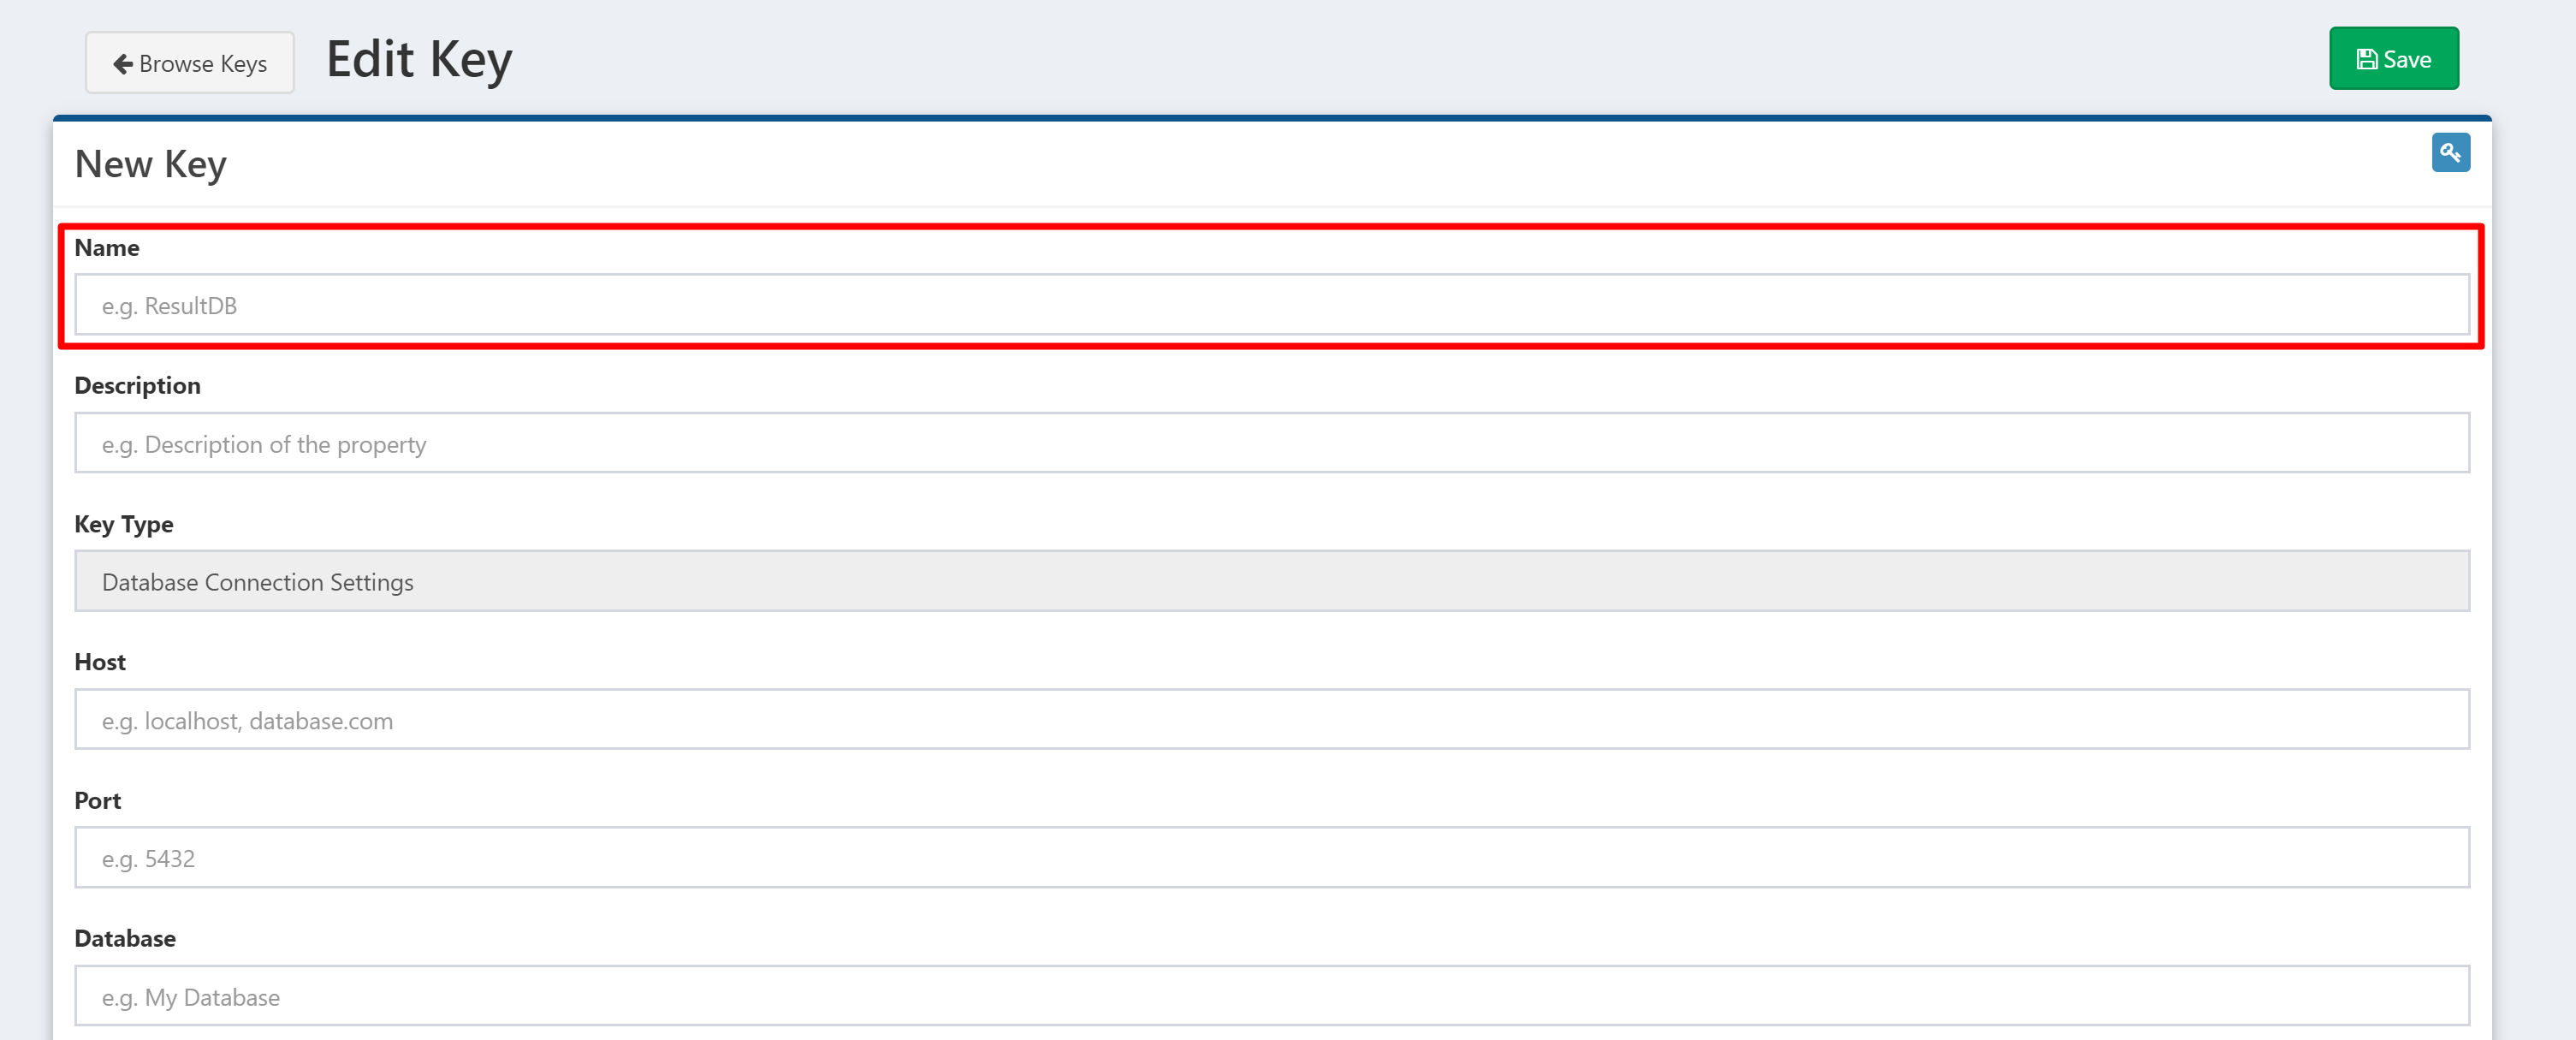 Browse Keys
Edit Key
Save
New Key
Name
e.g. ResultDB
Description
e.g. Description of the property
Key Type
Database Connection Settings
Host
e.g. localhost, database.com
Port
e.g. 5432
Database
e.g. My Database